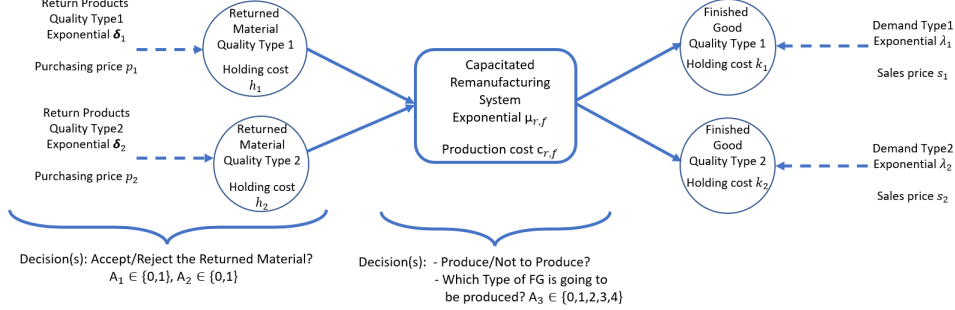 Return Products
Quality Type1
Exponential δ₁
Purchasing price p₁
Returned
Material
Quality Type 1
Holding cost
h₁
Return Products
Quality Type2
Exponential δ₂
Purchasing price p₂
Returned
Material
Quality Type 2
Holding cost
h₂
Capacitated
Remanufacturing
System
Exponential μr,f
Production cost cr,f
Finished
Good
Quality Type 1
Holding cost k₁
Finished
Good
Quality Type 2
Holding cost k₂
Demand Type1
Exponential λ₁
Sales price s₁
Demand Type2
Exponential λ₂
Sales price s₂
Decision(s): Accept/Reject the Returned Material?
A₁ ∈ {0,1}, A₂ ∈ {0,1}
Decision(s): - Produce/Not to Produce?
- Which Type of FG is going to
be produced? A₃ ∈ {0,1,2,3,4}